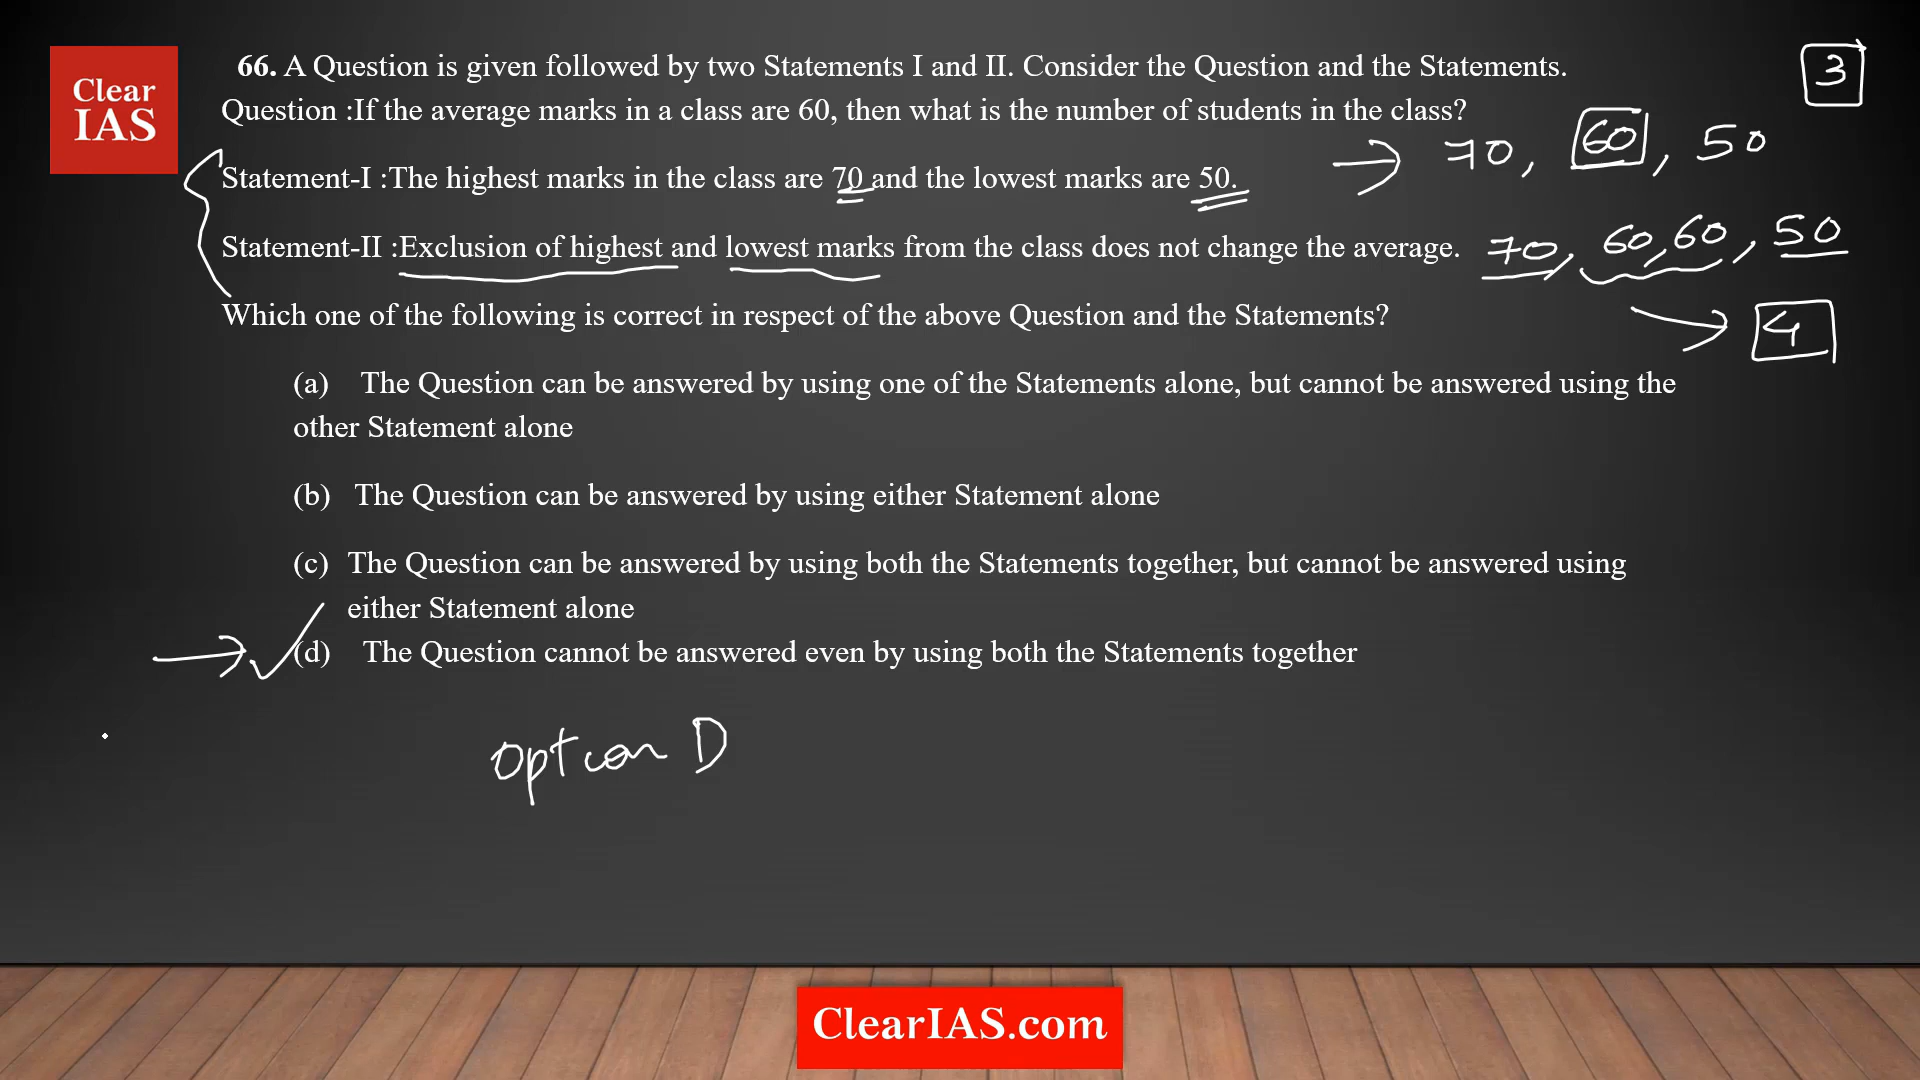 Clear
IAS
66. A Question is given followed by two Statements I and II. Consider the Question and the Statements.
3
Question :If the average marks in a class are 60, then what is the number of students in the class?
70, 60, 50
Statement-I :The highest marks in the class are 70 and the lowest marks are 50.
Statement-II :Exclusion of highest and lowest marks from the class does not change the average.
70, 60, 60, 50
Which one of the following is correct in respect of the above Question and the Statements?
4
(a) The Question can be answered by using one of the Statements alone, but cannot be answered using the
other Statement alone
(b) The Question can be answered by using either Statement alone
(c) The Question can be answered by using both the Statements together, but cannot be answered using
either Statement alone
(d) The Question cannot be answered even by using both the Statements together
option D
ClearIAS.com